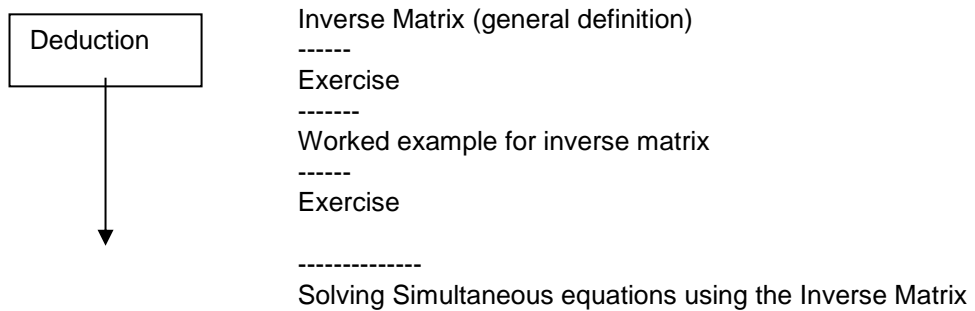 Deduction
Inverse Matrix (general definition)
------
Exercise
-------
Worked example for inverse matrix
------
Exercise
--------------
Solving Simultaneous equations using the Inverse Matrix